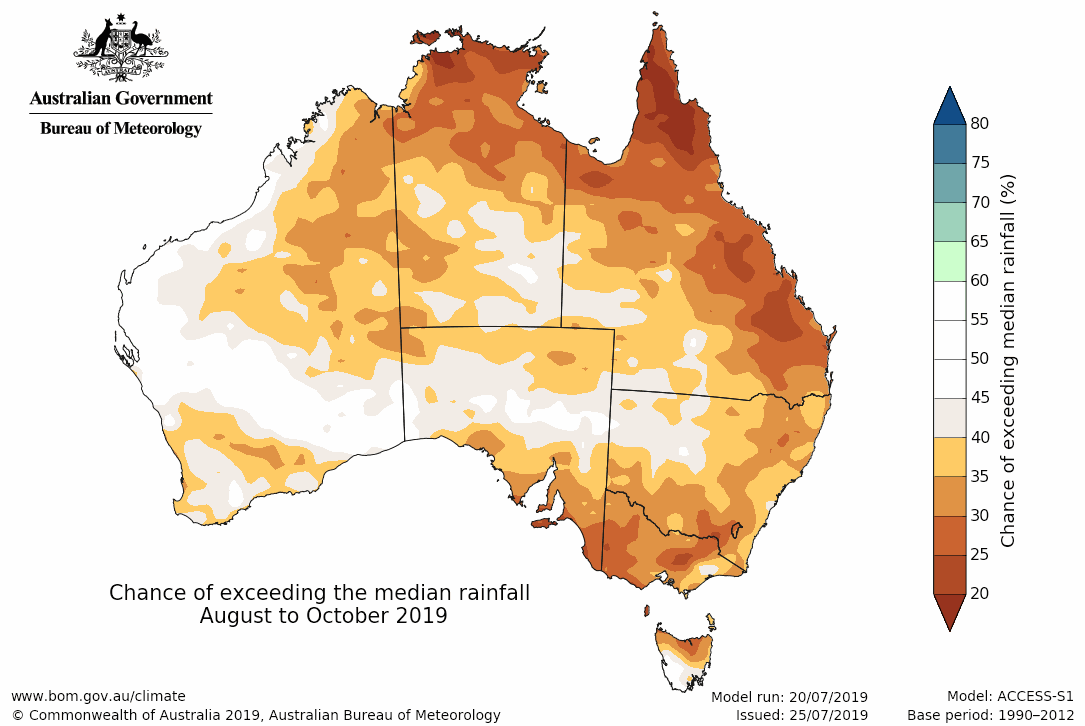 Australian Government
Bureau of Meteorology
80
75
70
65
60
55
50
45
40
35
30
25
20
Chance of exceeding median rainfall (%)
Chance of exceeding the median rainfall
August to October 2019
www.bom.gov.au/climate
© Commonwealth of Australia 2019, Australian Bureau of Meteorology
Model run: 20/07/2019
Issued: 25/07/2019
Model: ACCESS-S1
Base period: 1990–2012